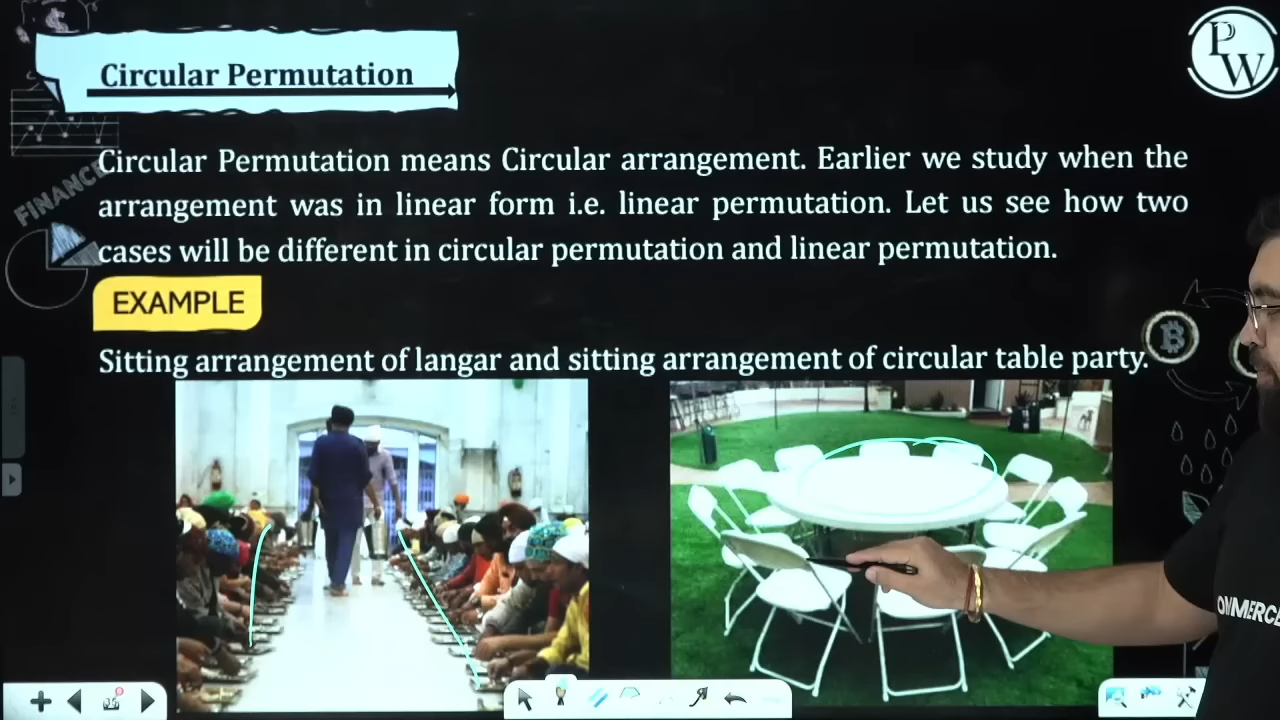 Circular Permutation
PW
Circular Permutation means Circular arrangement. Earlier we study when the
arrangement was in linear form i.e. linear permutation. Let us see how two
cases will be different in circular permutation and linear permutation.
FINANCE
EXAMPLE
Sitting arrangement of langar and sitting arrangement of circular table party.